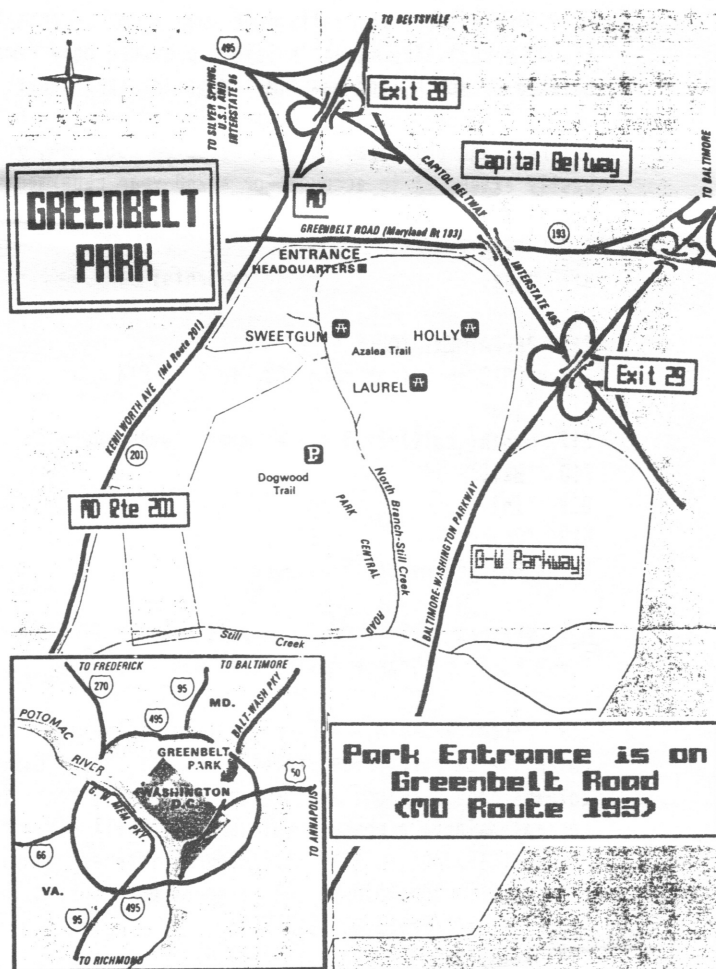 TO BELTSVILLE
495
Exit 28
TO SILVER SPRING,
U.S. 1 AND
INTERSTATE 95
CAPITOL BELTWAY
Capital Beltway
TO BALTIMORE
GREENBELT
PARK
MD
GREENBELT ROAD (Maryland Rt 193)
193
ENTRANCE
HEADQUARTERS
INTERSTATE 495
SWEETGUM
HOLLY
Azalea Trail
LAUREL
Exit 29
KENILWORTH AVE (Md Route 201)
201
P
Dogwood
Trail
MD Rte 201
North Branch-Still Creek
PARK
CENTRAL
ROAD
BALTIMORE-WASHINGTON PARKWAY
B-W Parkway
Still Creek
TO FREDERICK
TO BALTIMORE
270
95
MD.
BALT-WASH PKY
495
POTOMAC
RIVER
GREENBELT
PARK
50
WASHINGTON
D.C.
G. W. MEM. PKY
TO ANNAPOLIS
66
VA.
95
495
TO RICHMOND
Park Entrance is on
Greenbelt Road
(MD Route 193)